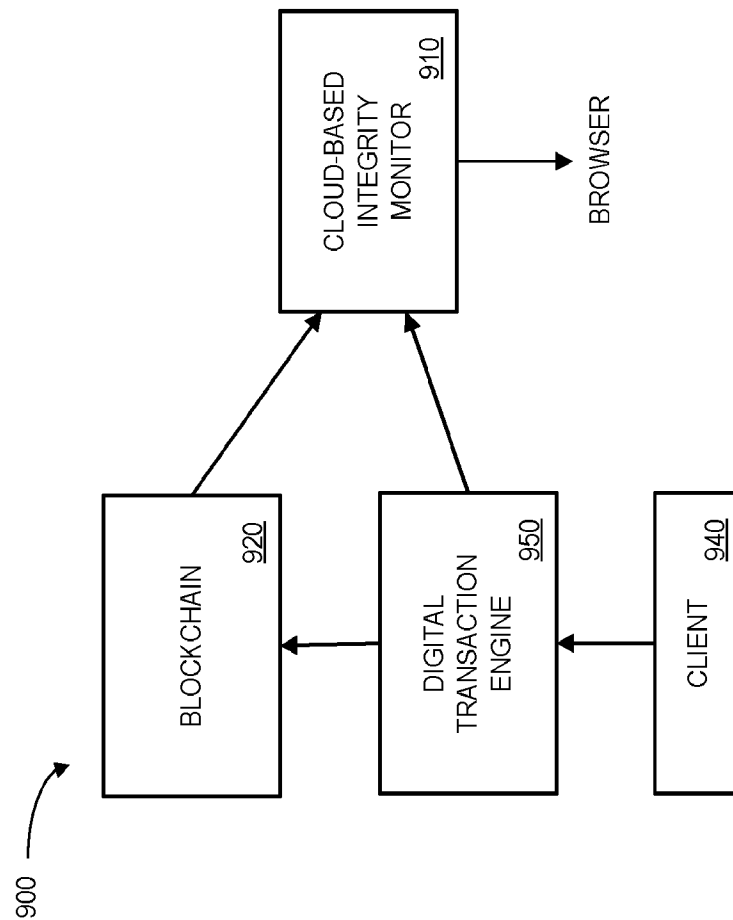 900
BLOCKCHAIN
920
DIGITAL
TRANSACTION
ENGINE
950
CLIENT
940
CLOUD-BASED
INTEGRITY
MONITOR
910
BROWSER